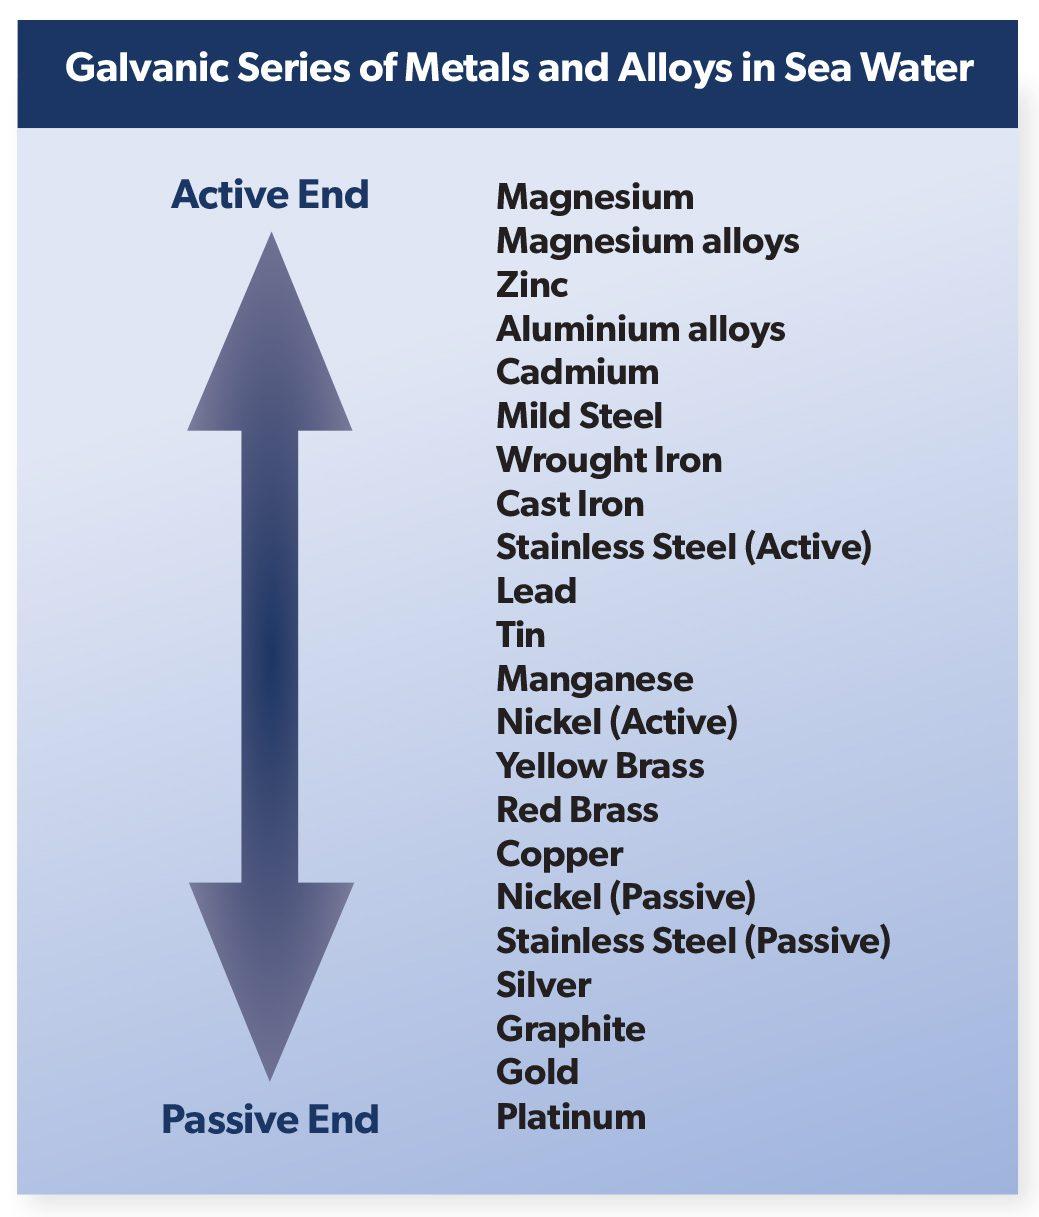 Galvanic Series of Metals and Alloys in Sea Water
Active End
Magnesium
Magnesium alloys
Zinc
Aluminium alloys
Cadmium
Mild Steel
Wrought Iron
Cast Iron
Stainless Steel (Active)
Lead
Tin
Manganese
Nickel (Active)
Yellow Brass
Red Brass
Copper
Nickel (Passive)
Stainless Steel (Passive)
Silver
Graphite
Gold
Platinum
Passive End